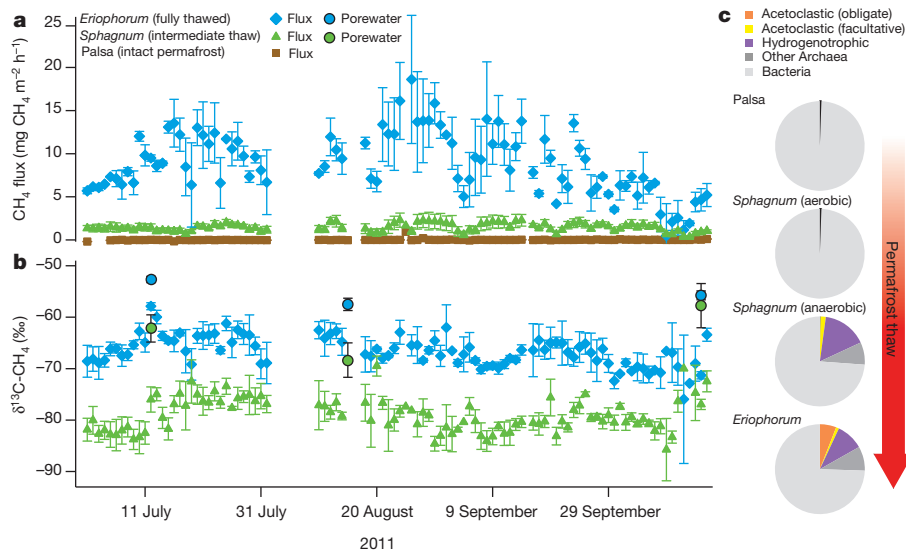 a
Eriophorum (fully thawed) Flux Porewater
Sphagnum (intermediate thaw) Flux Porewater
Palsa (intact permafrost) Flux
CH4 flux (mg CH4 m−2 h−1)
25
20
15
10
5
0
b
δ13C–CH4 (‰)
−50
−60
−70
−80
−90
11 July 31 July 20 August 9 September 29 September
2011
c
Acetoclastic (obligate)
Acetoclastic (facultative)
Hydrogenotrophic
Other Archaea
Bacteria
Palsa
Sphagnum (aerobic)
Sphagnum (anaerobic)
Eriophorum
Permafrost thaw